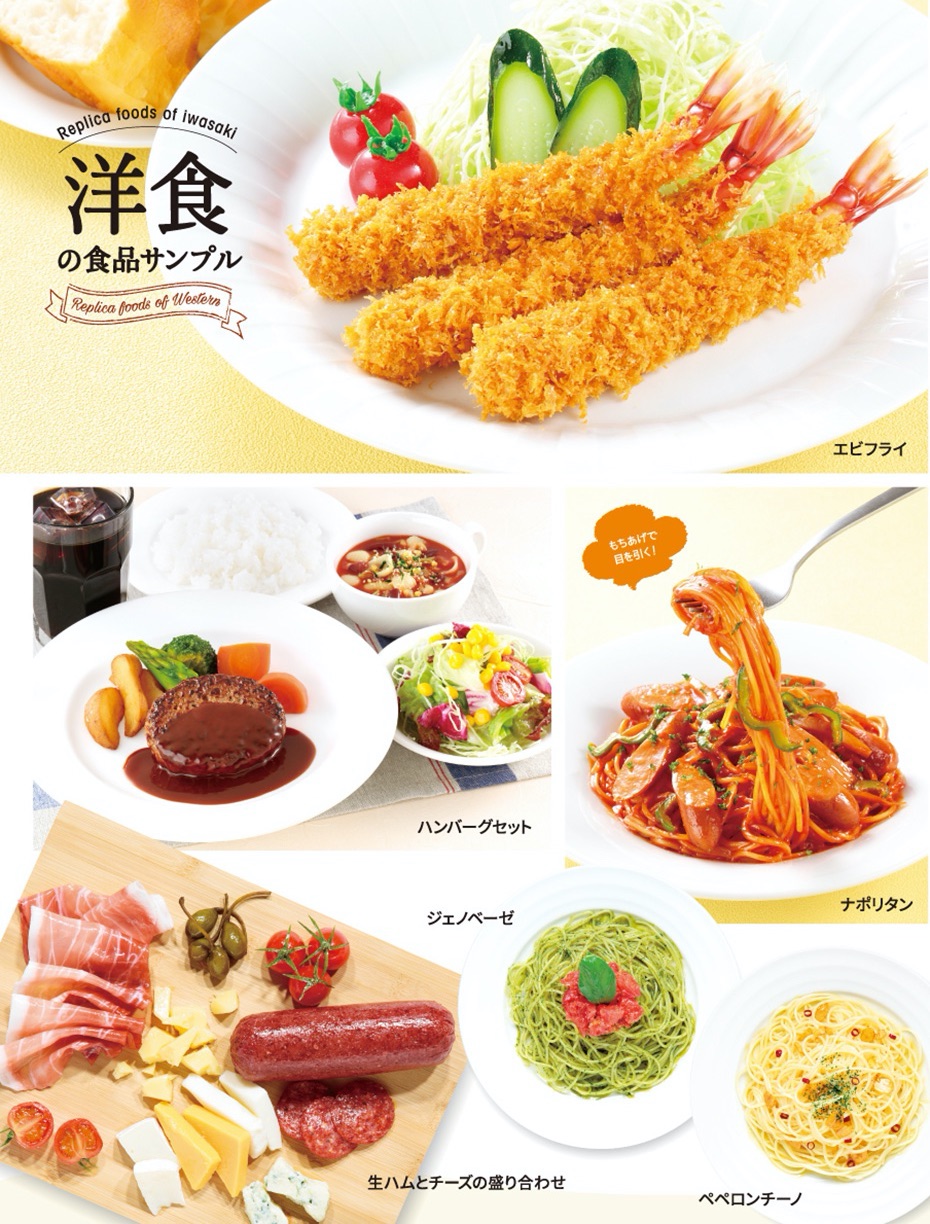 Replica foods of iwasaki
洋食
の食品サンプル
Replica foods of Western
エビフライ
もちあげで
目を引く!
ハンバーグセット
ナポリタン
ジェノベーゼ
生ハムとチーズの盛り合わせ
ペペロンチーノ